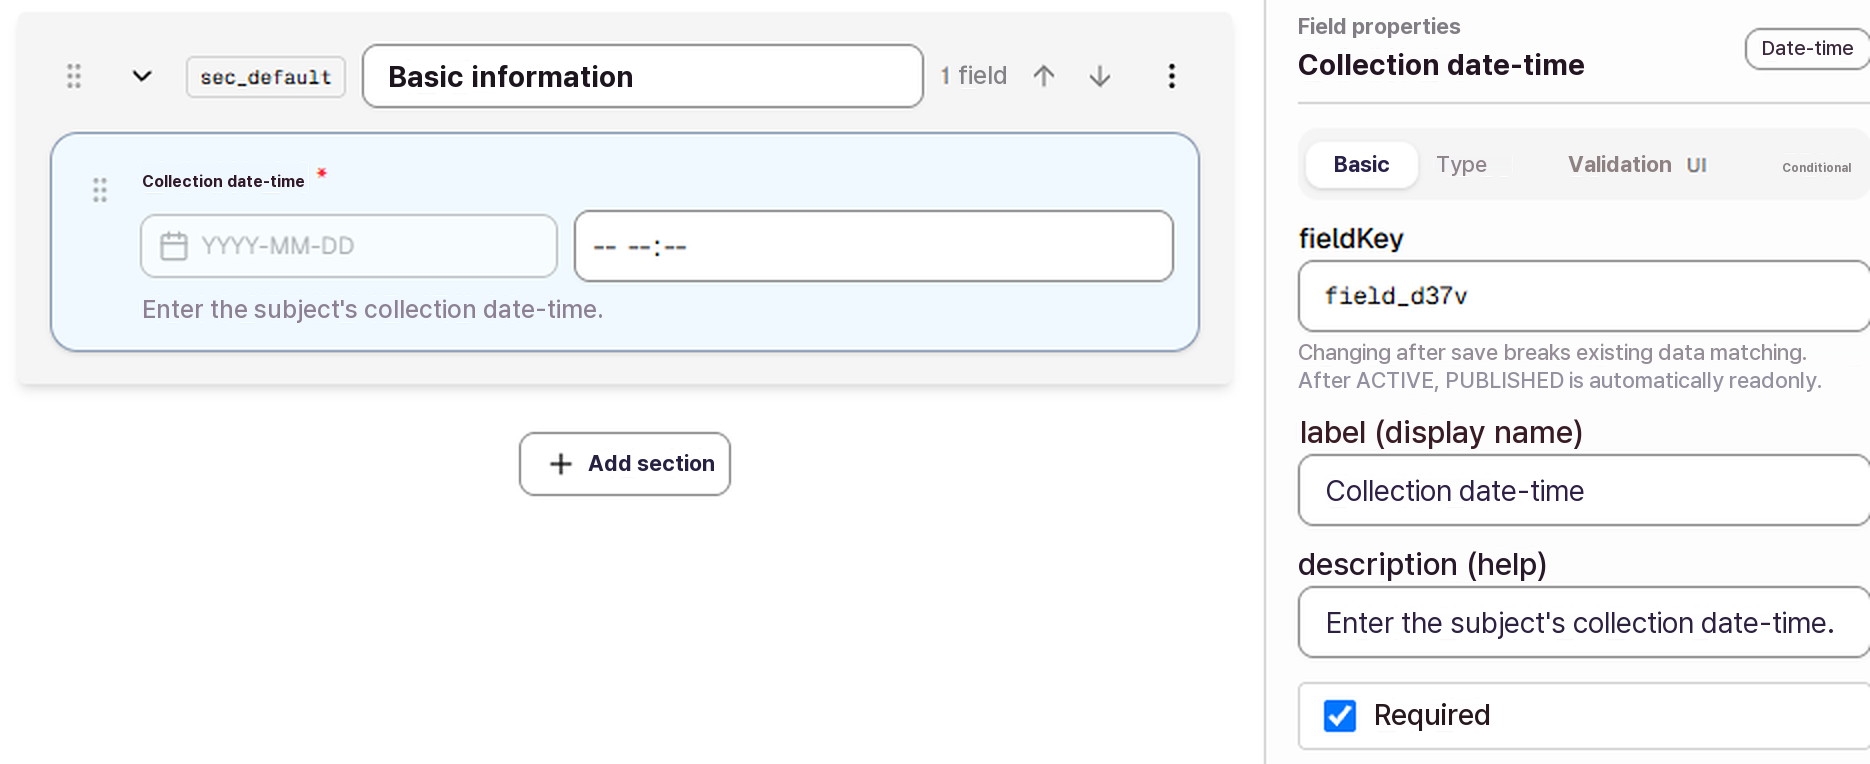 sec_default
Basic information
1 field
Collection date-time *
YYYY-MM-DD
-- --:--
Enter the subject's collection date-time.
Add section
Field properties
Collection date-time
Date-time
Basic Type Validation UI Conditional
fieldKey
field_d37v
Changing after save breaks existing data matching.
After ACTIVE, PUBLISHED is automatically readonly.
label (display name)
Collection date-time
description (help)
Enter the subject's collection date-time.
Required